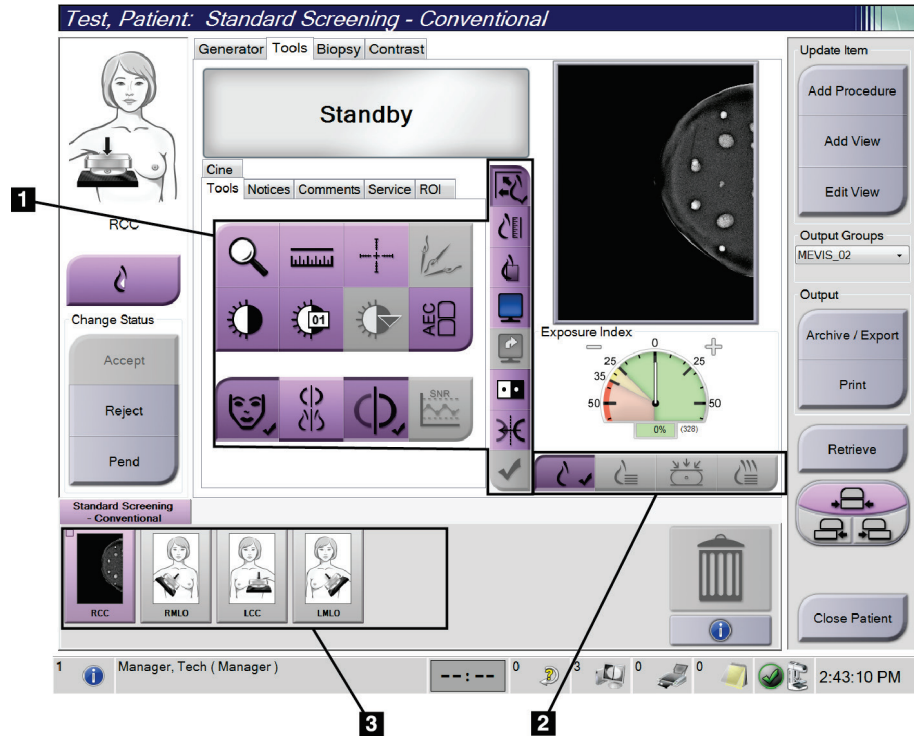 Test, Patient: Standard Screening - Conventional
Generator Tools Biopsy Contrast
Standby
Cine
Tools Notices Comments Service ROI
1
RCC
01
AEC
SNR
Change Status
Accept
Reject
Pend
Exposure Index
0
25 25
35
50 50
0% (328)
Update Item
Add Procedure
Add View
Edit View
Output Groups
MEVIS_02
Output
Archive / Export
Print
Retrieve
Close Patient
Standard Screening
- Conventional
RCC RMLO LCC LMLO
1 Manager, Tech ( Manager ) --:-- 0 3 0 0 2:43:10 PM
3
2